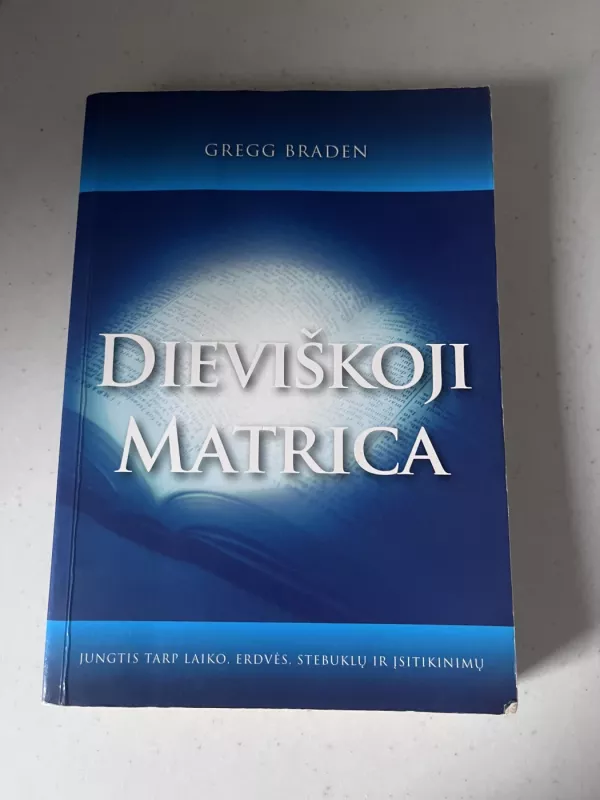 GREGG BRADEN
DIEVIŠKOJI
MATRICA
JUNGTIS TARP LAIKO, ERDVĖS, STEBUKLŲ IR ĮSITIKINIMŲ